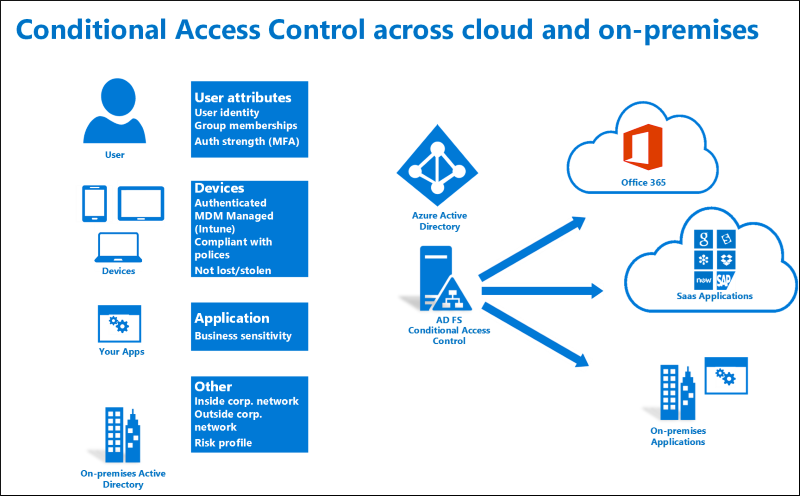 Conditional Access Control across cloud and on-premises
User
User attributes
User identity
Group memberships
Auth strength (MFA)
Devices
Devices
Authenticated
MDM Managed
(Intune)
Compliant with
polices
Not lost/stolen
Your Apps
Application
Business sensitivity
On-premises Active
Directory
Other
Inside corp. network
Outside corp.
network
Risk profile
Azure Active
Directory
AD FS
Conditional Access
Control
Office 365
g
now
SAP
Saas Applications
On-premises
Applications